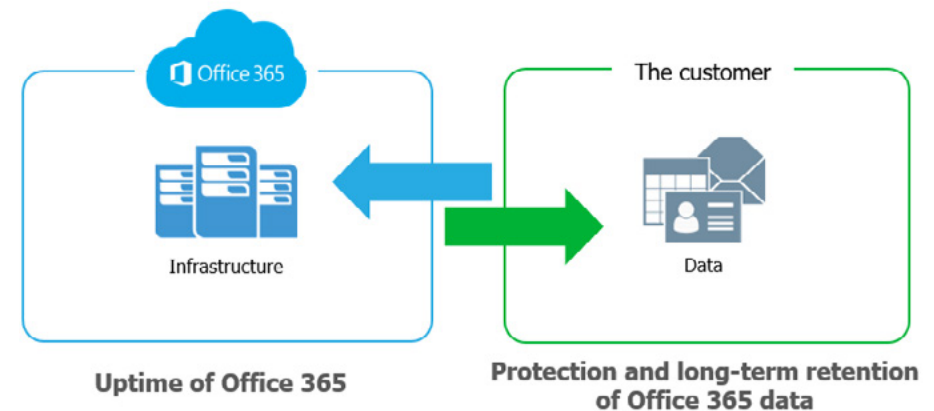 Office 365
Infrastructure
Uptime of Office 365
The customer
Data
Protection and long-term retention
of Office 365 data